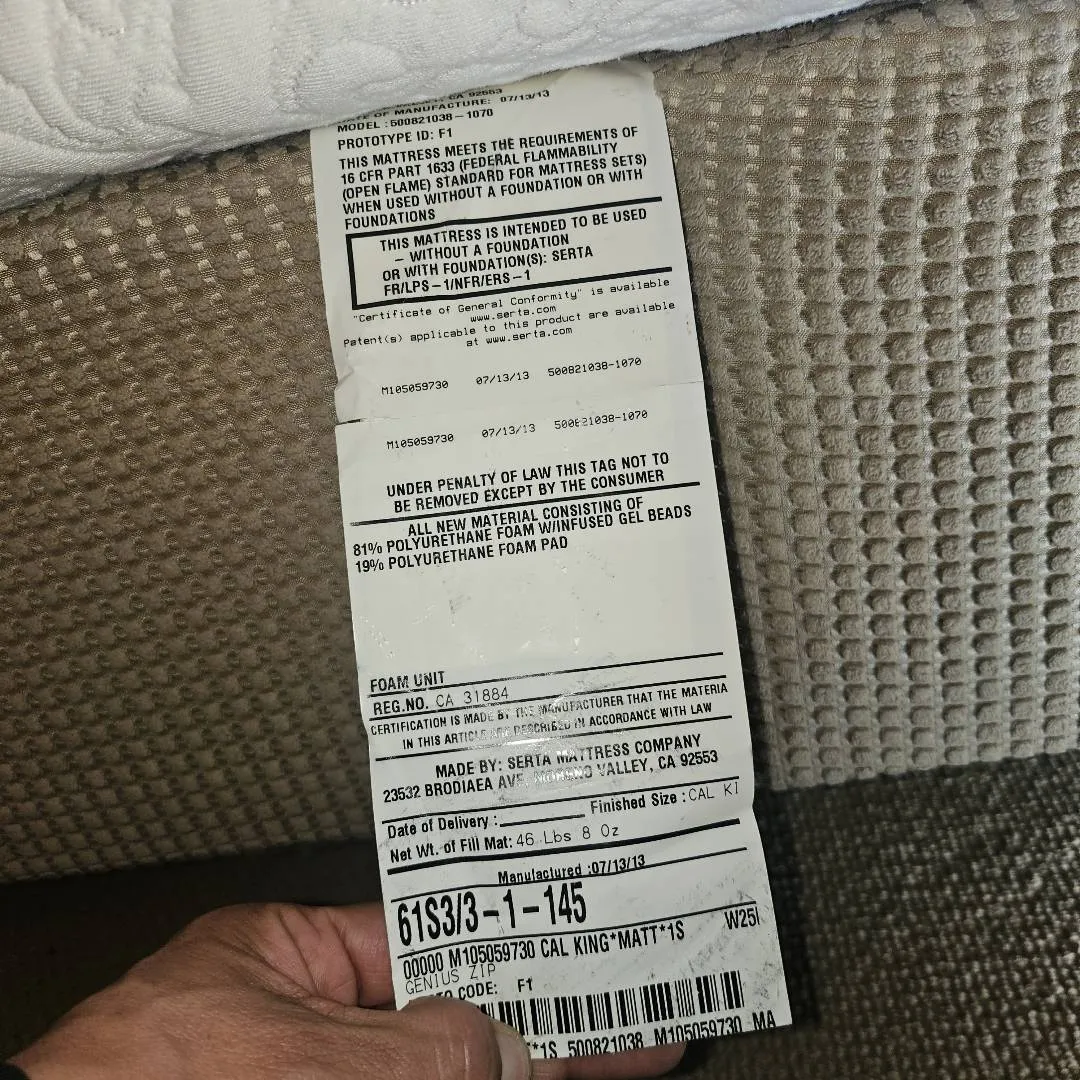 CA 92553
DATE OF MANUFACTURE: 07/13/13
MODEL: 500821038-1070
PROTOTYPE ID: F1
THIS MATTRESS MEETS THE REQUIREMENTS OF
16 CFR PART 1633 (FEDERAL FLAMMABILITY
(OPEN FLAME) STANDARD FOR MATTRESS SETS)
WHEN USED WITHOUT A FOUNDATION OR WITH
FOUNDATIONS
THIS MATTRESS IS INTENDED TO BE USED
- WITHOUT A FOUNDATION
OR WITH FOUNDATION(S): SERTA
FR/LPS-1/NFR/ERS-1
"Certificate of General Conformity" is available
www.serta.com
Patent(s) applicable to this product are available
at www.serta.com
M105059730 07/13/13 500821038-1070
M105059730 07/13/13 500821038-1070
UNDER PENALTY OF LAW THIS TAG NOT TO
BE REMOVED EXCEPT BY THE CONSUMER
ALL NEW MATERIAL CONSISTING OF
81% POLYURETHANE FOAM W/INFUSED GEL BEADS
19% POLYURETHANE FOAM PAD
FOAM UNIT
REG.NO. CA 31884
CERTIFICATION IS MADE BY THE MANUFACTURER THAT THE MATERIA
IN THIS ARTICLE ARE DESCRIBED IN ACCORDANCE WITH LAW
MADE BY: SERTA MATTRESS COMPANY
23532 BRODIAEA AVE, MORENO VALLEY, CA 92553
Date of Delivery: Finished Size: CAL KI
Net Wt. of Fill Mat: 46 Lbs 8 Oz
Manufactured :07/13/13
61S3/3-1-145 W25
00000 M105059730 CAL KING*MATT*1S
GENIUS ZIP
CODE: F1
*1S 500821038 M105059730 MA